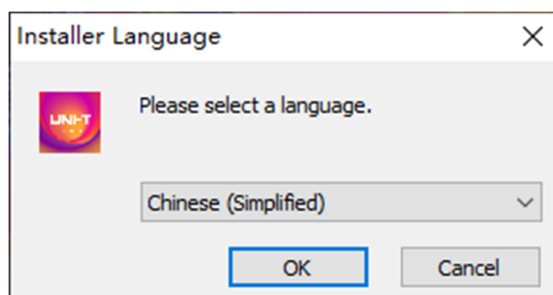 Installer Language
UNI-T
Please select a language.
Chinese (Simplified)
OK
Cancel